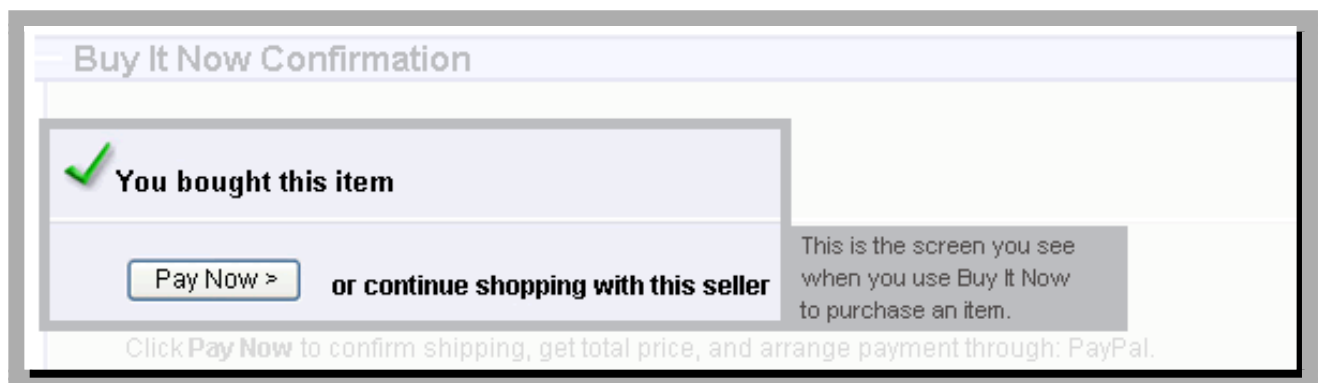 Buy It Now Confirmation
You bought this item
Pay Now > or continue shopping with this seller
This is the screen you see
when you use Buy It Now
to purchase an item.
Click Pay Now to confirm shipping, get total price, and arrange payment through: PayPal.